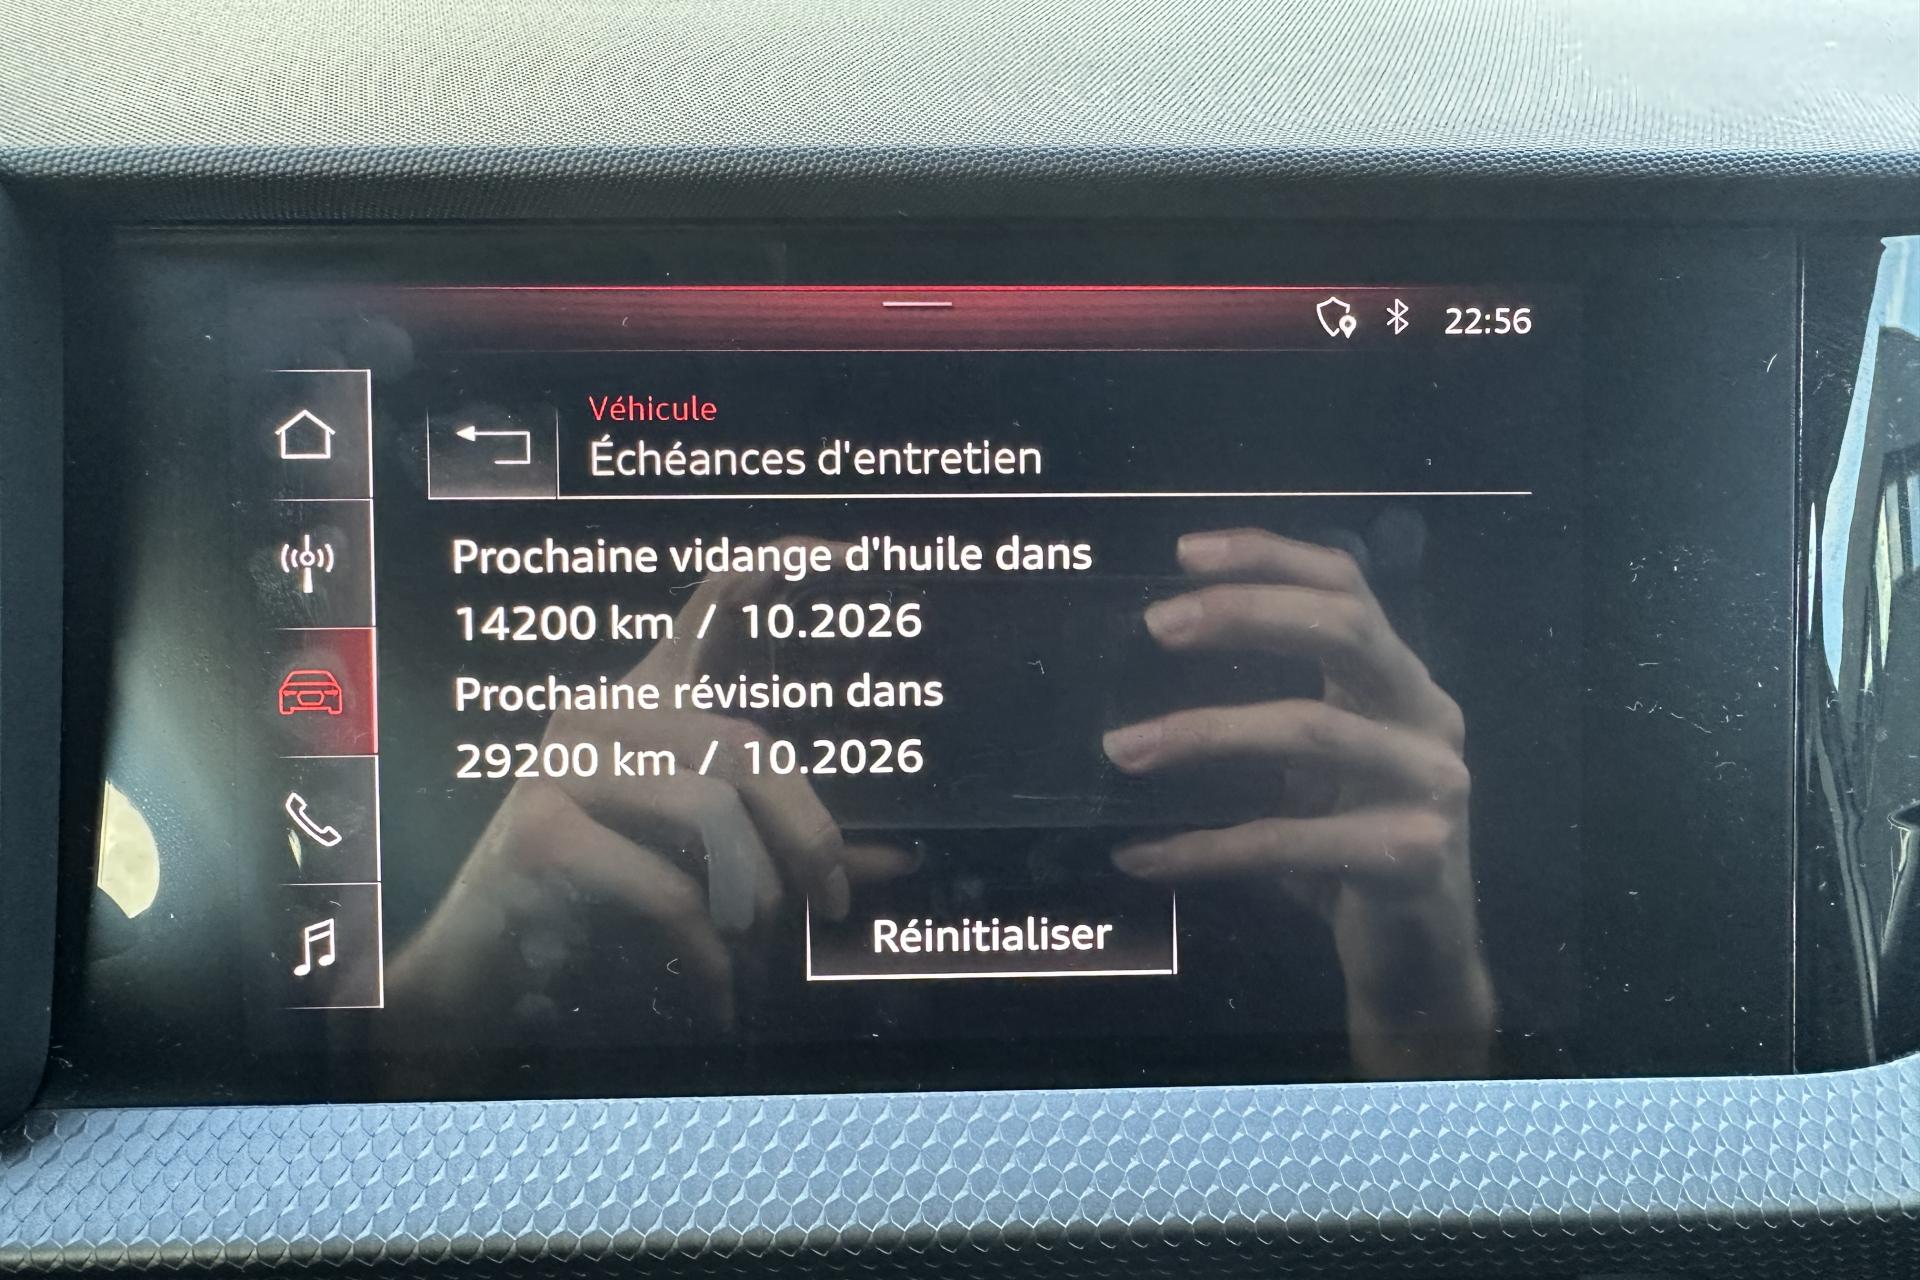 22:56
Véhicule
Échéances d'entretien
Prochaine vidange d'huile dans
14200 km / 10.2026
Prochaine révision dans
29200 km / 10.2026
Réinitialiser